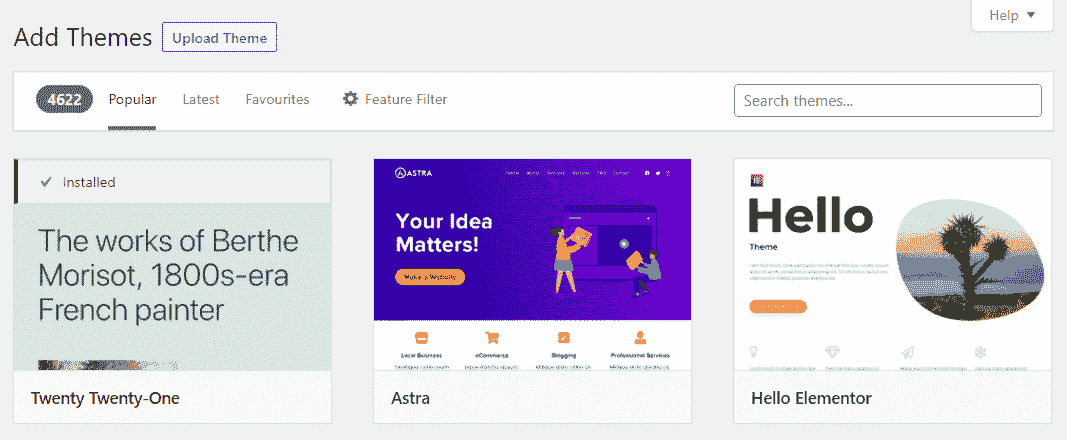 Help
Add Themes Upload Theme
4622 Popular Latest Favourites Feature Filter Search themes...
Installed
The works of Berthe
Morisot, 1800s-era
French painter
Twenty Twenty-One
ASTRA
Your Idea
Matters!
Make a Website
Local Business eCommerce Blogging Professional Services
Astra
Hello
Theme
Hello Elementor